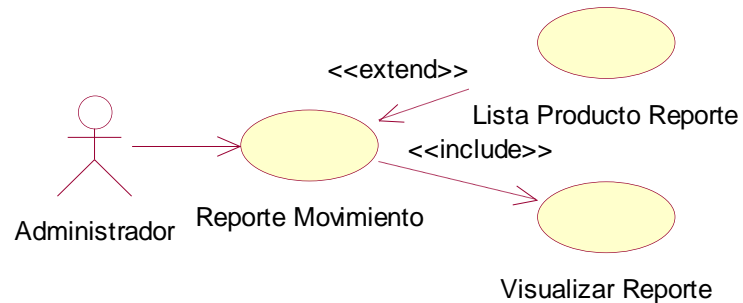 <<extend>>
Lista Producto Reporte
<<include>>
Administrador
Reporte Movimiento
Visualizar Reporte